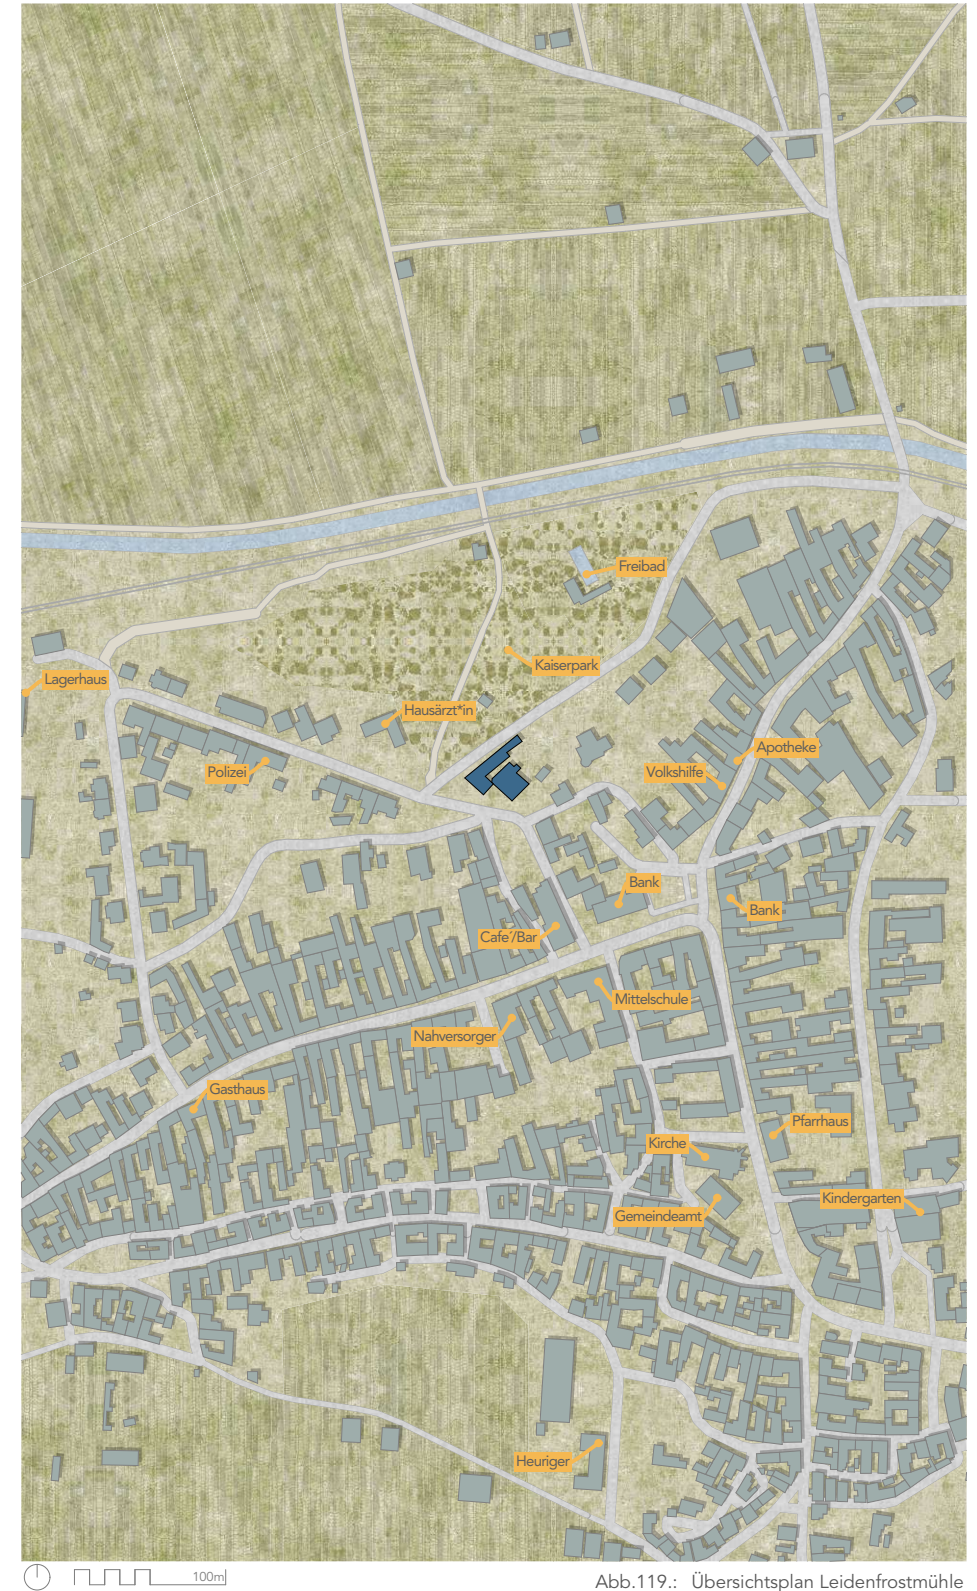 Freibad
Kaiserpark
Lagerhaus
Hausärzt*in
Apotheke
Polizei
Volkshilfe
Bank
Bank
Cafe´/Bar
Mittelschule
Nahversorger
Gasthaus
Pfarrhaus
Kirche
Kindergarten
Gemeindeamt
Heuriger
100m
Abb.119.: Übersichtsplan Leidenfrostmühle